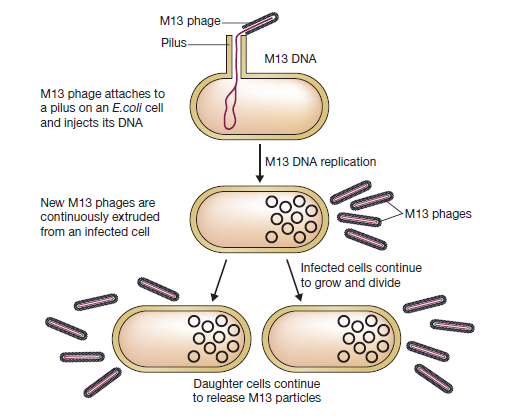 M13 phage
Pilus
M13 DNA
M13 phage attaches to
a pilus on an E.coli cell
and injects its DNA
M13 DNA replication
New M13 phages are
continuously extruded
from an infected cell
M13 phages
Infected cells continue
to grow and divide
Daughter cells continue
to release M13 particles